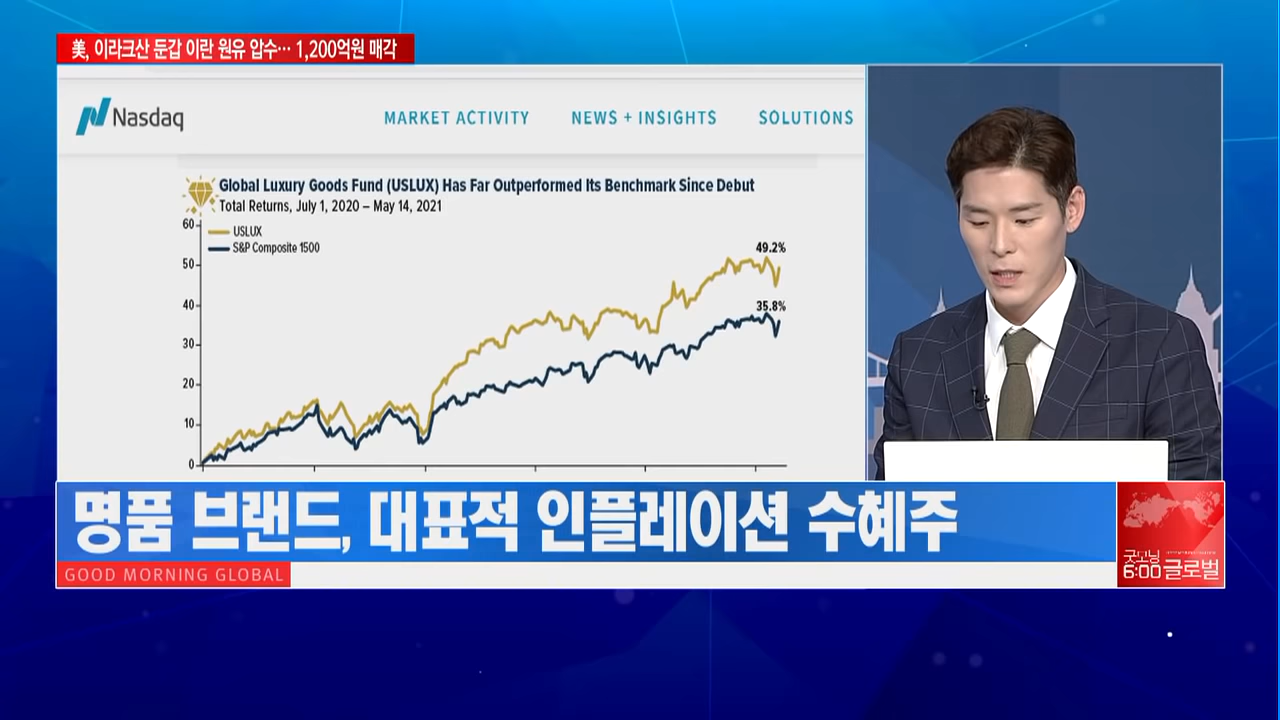 美, 이라크산 둔갑 이란 원유 압수… 1,200억원 매각
Nasdaq
MARKET ACTIVITY
NEWS + INSIGHTS
SOLUTIONS
Global Luxury Goods Fund (USLUX) Has Far Outperformed Its Benchmark Since Debut
Total Returns, July 1, 2020 – May 14, 2021
60
USLUX
S&P Composite 1500
49.2%
50
35.8%
40
30
20
10
0
명품 브랜드, 대표적 인플레이션 수혜주
GOOD MORNING GLOBAL
굿모닝
6:00 글로벌